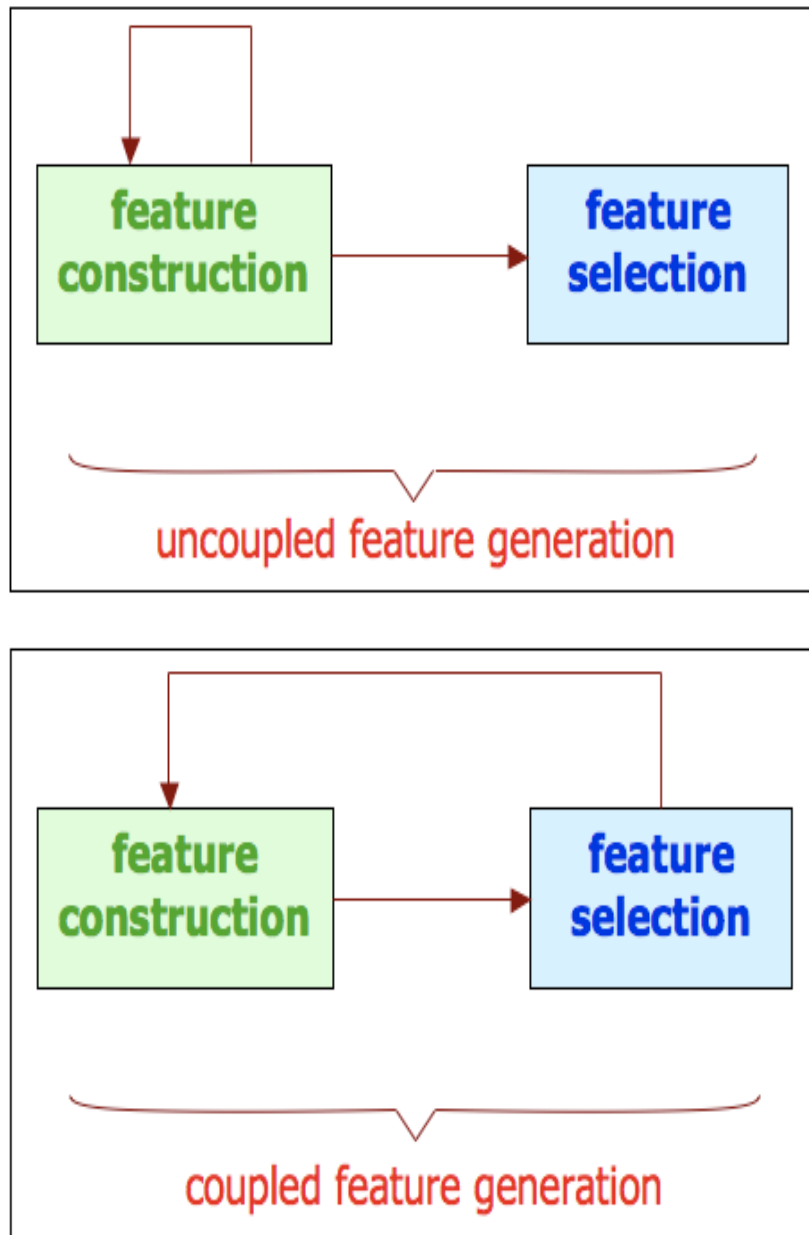 feature
construction
feature
selection
uncoupled feature generation
feature
construction
feature
selection
coupled feature generation